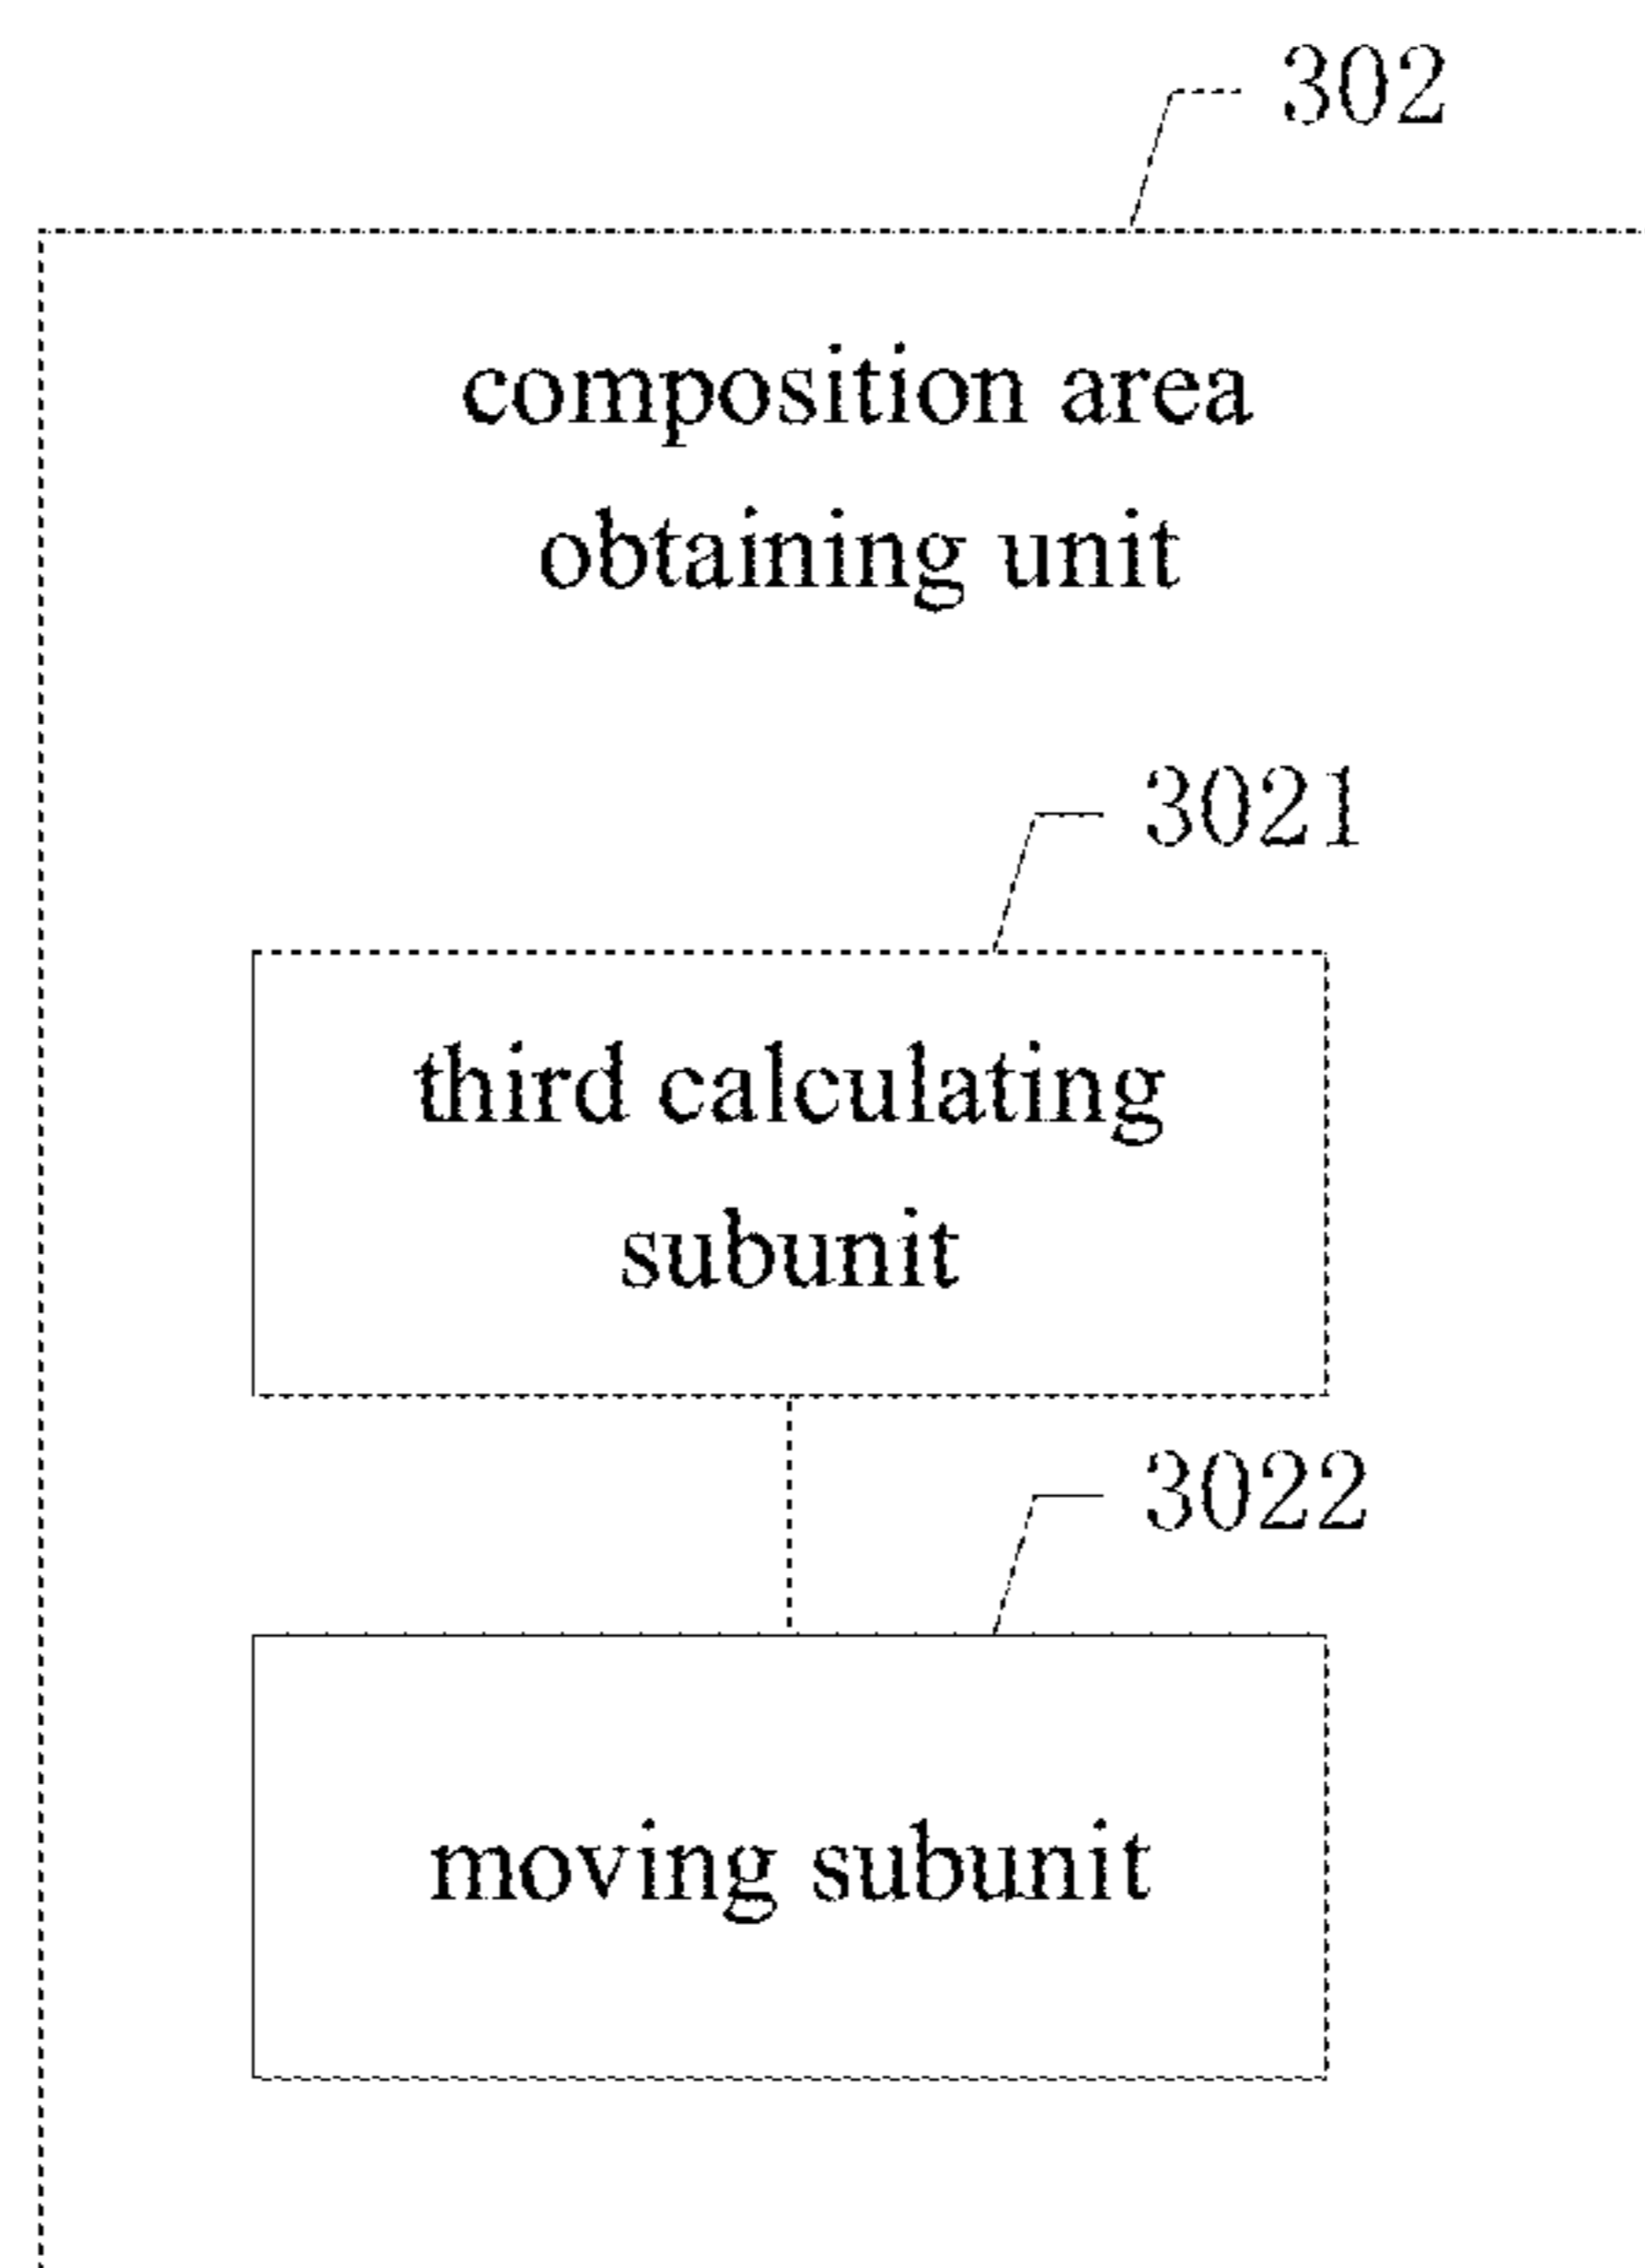 302
composition area
obtaining unit
3021
third calculating
subunit
3022
moving subunit